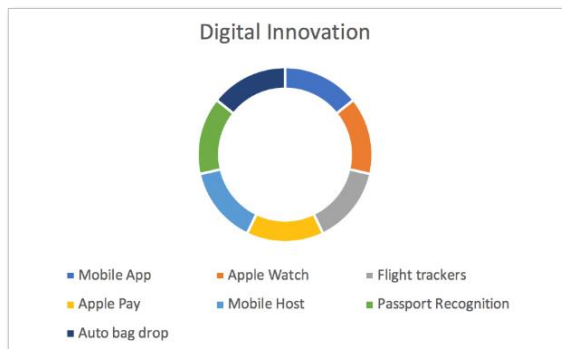 Digital Innovation
Mobile App Apple Watch Flight trackers
Apple Pay Mobile Host Passport Recognition
Auto bag drop